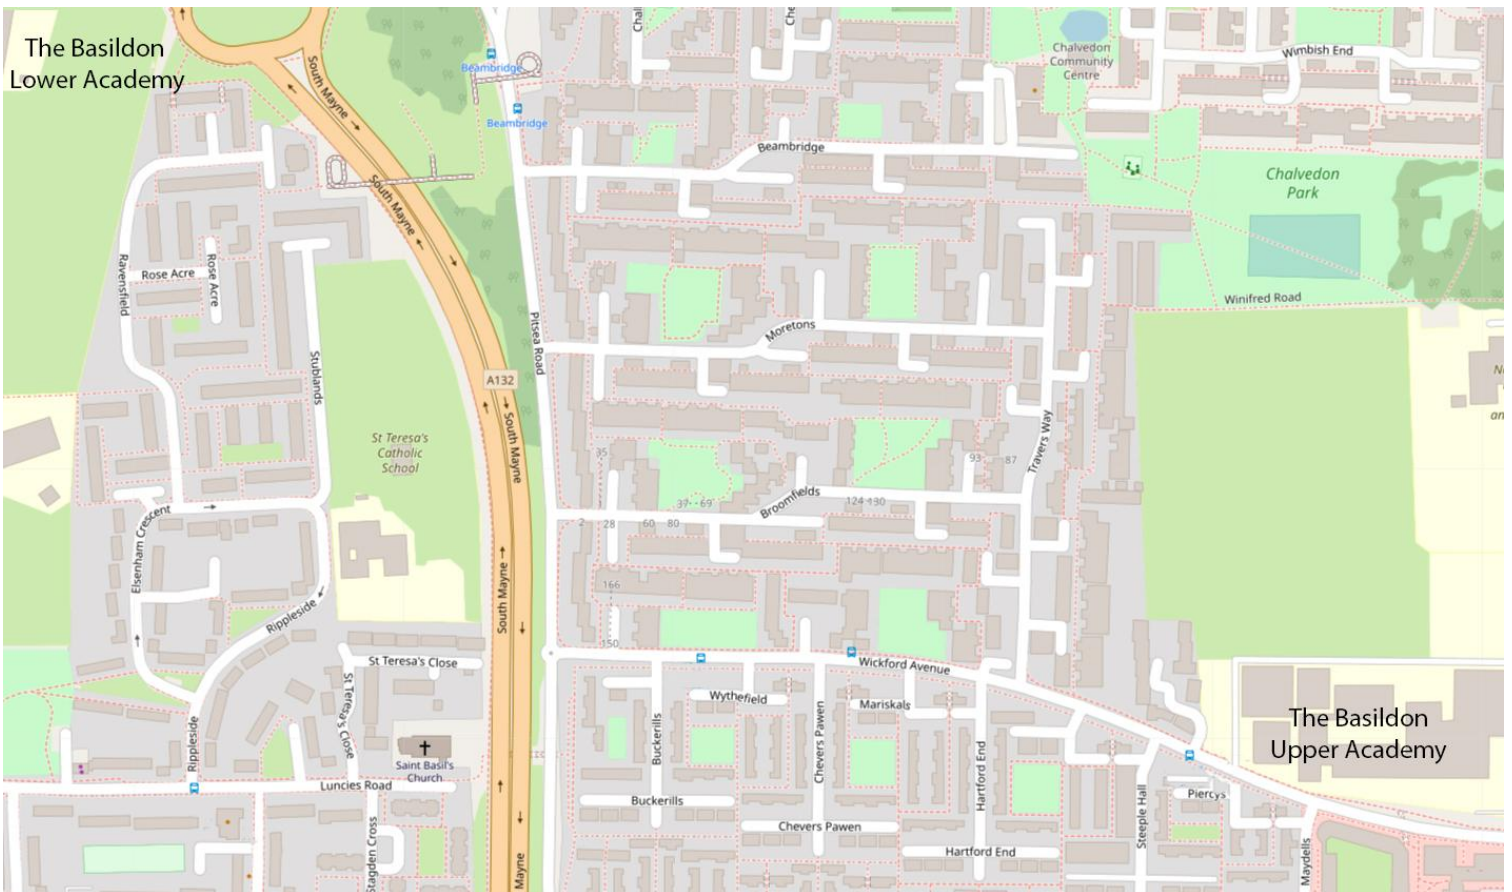 The Basildon
Lower Academy
South Mayne
Beambridge
Beambridge
Beambridge
Chalvedon
Community
Centre
Wimbish End
Chalvedon
Park
Winifred Road
South Mayne
Ravensfield
Rose Acre
Rose Acre
Stublands
Pitsea Road
Moretons
A132
South Mayne
Travers Way
St Teresa's
Catholic
School
35
93
87
37
69
Broomfields
124
130
2
28
60
80
Elsenham Crescent
166
150
South Mayne
Rippleside
St Teresa's Close
St Teresa's Close
Wickford Avenue
Wythefield
Mariskals
Buckerills
Chevers Pawen
Hartford End
The Basildon
Upper Academy
Rippleside
Saint Basil's
Church
Luncies Road
Buckerills
Piercys
Steeple Hall
Chevers Pawen
Hartford End
Stagden Cross
Mayne
Maydells